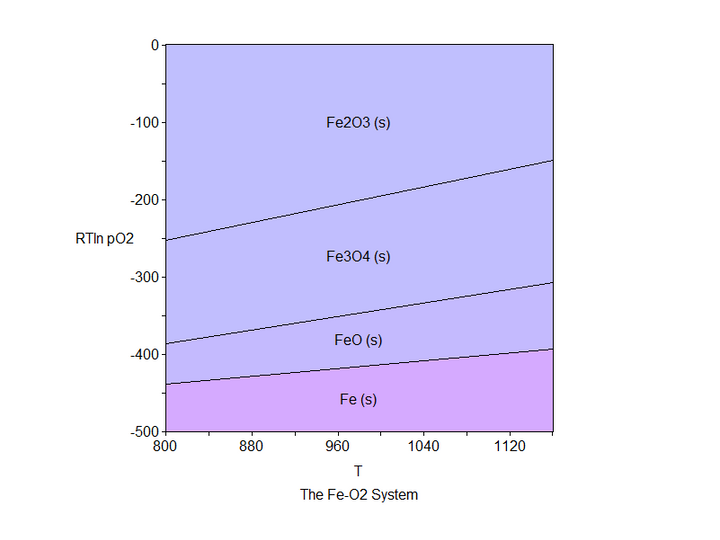 0
Fe2O3 (s)
-100
-200
RTln pO2
Fe3O4 (s)
-300
FeO (s)
-400
Fe (s)
-500
800 880 960 1040 1120
T
The Fe-O2 System